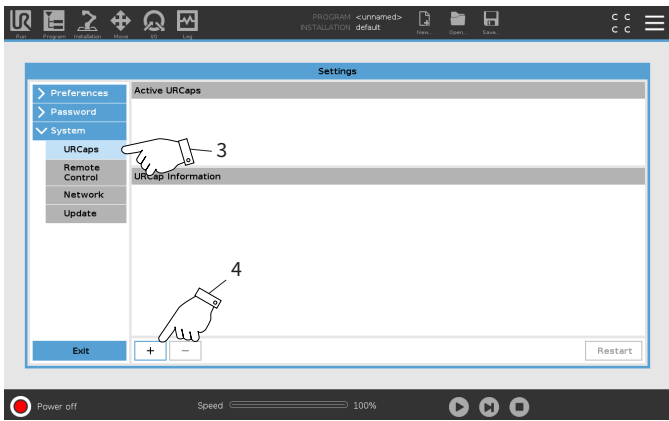 UR
PROGRAM <unnamed>
INSTALLATION default
Run Program Installation Move I/O Log New... Open... Save...
C C
C C
Settings
Preferences
Password
System
URCaps
Remote
Control
Network
Update
Exit
Active URCaps
3
URCap Information
4
+ −
Restart
Power off
Speed
100%